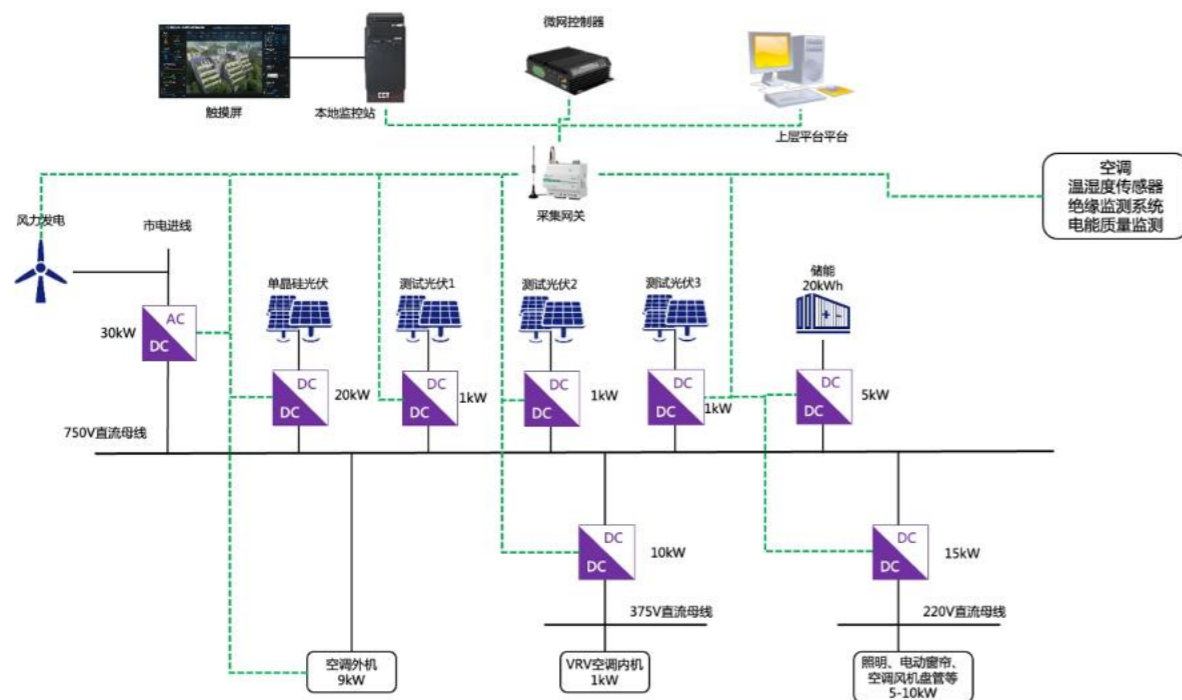 微网控制器
触摸屏
本地监控站
上层平台平台
采集网关
空调
温湿度传感器
绝缘监测系统
电能质量监测
风力发电
市电进线
单晶硅光伏
测试光伏1
测试光伏2
测试光伏3
储能
20kWh
30kW
AC
DC
DC
DC
20kW
DC
DC
1kW
DC
DC
1kW
DC
DC
1kW
DC
DC
5kW
750V直流母线
DC
DC
10kW
DC
DC
15kW
375V直流母线
220V直流母线
空调外机
9kW
VRV空调内机
1kW
照明、电动窗帘、
空调风机盘管等
5-10kW